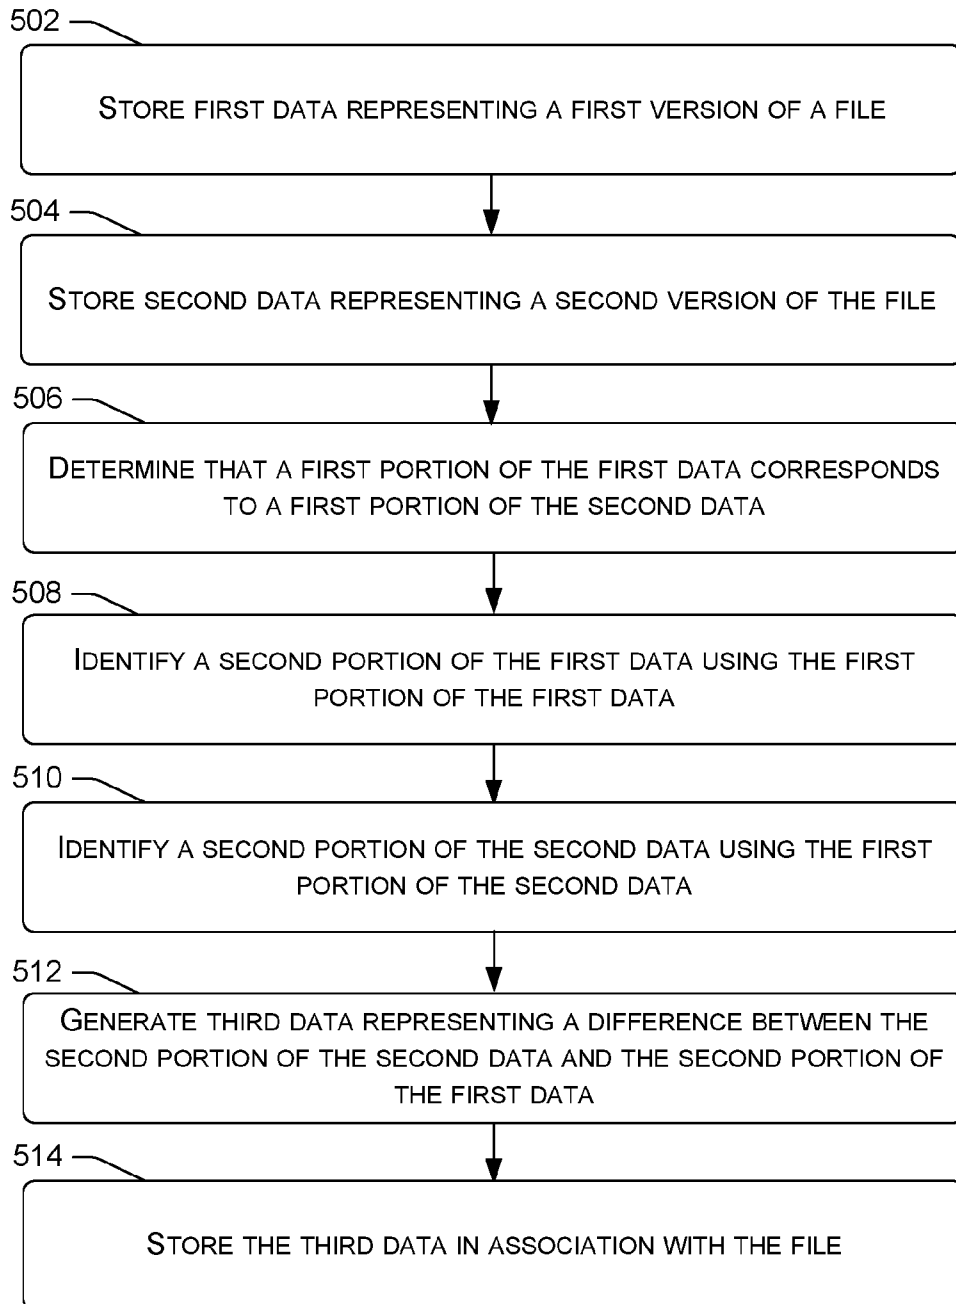 502
STORE FIRST DATA REPRESENTING A FIRST VERSION OF A FILE
504
STORE SECOND DATA REPRESENTING A SECOND VERSION OF THE FILE
506
DETERMINE THAT A FIRST PORTION OF THE FIRST DATA CORRESPONDS
TO A FIRST PORTION OF THE SECOND DATA
508
IDENTIFY A SECOND PORTION OF THE FIRST DATA USING THE FIRST
PORTION OF THE FIRST DATA
510
IDENTIFY A SECOND PORTION OF THE SECOND DATA USING THE FIRST
PORTION OF THE SECOND DATA
512
GENERATE THIRD DATA REPRESENTING A DIFFERENCE BETWEEN THE
SECOND PORTION OF THE SECOND DATA AND THE SECOND PORTION OF
THE FIRST DATA
514
STORE THE THIRD DATA IN ASSOCIATION WITH THE FILE